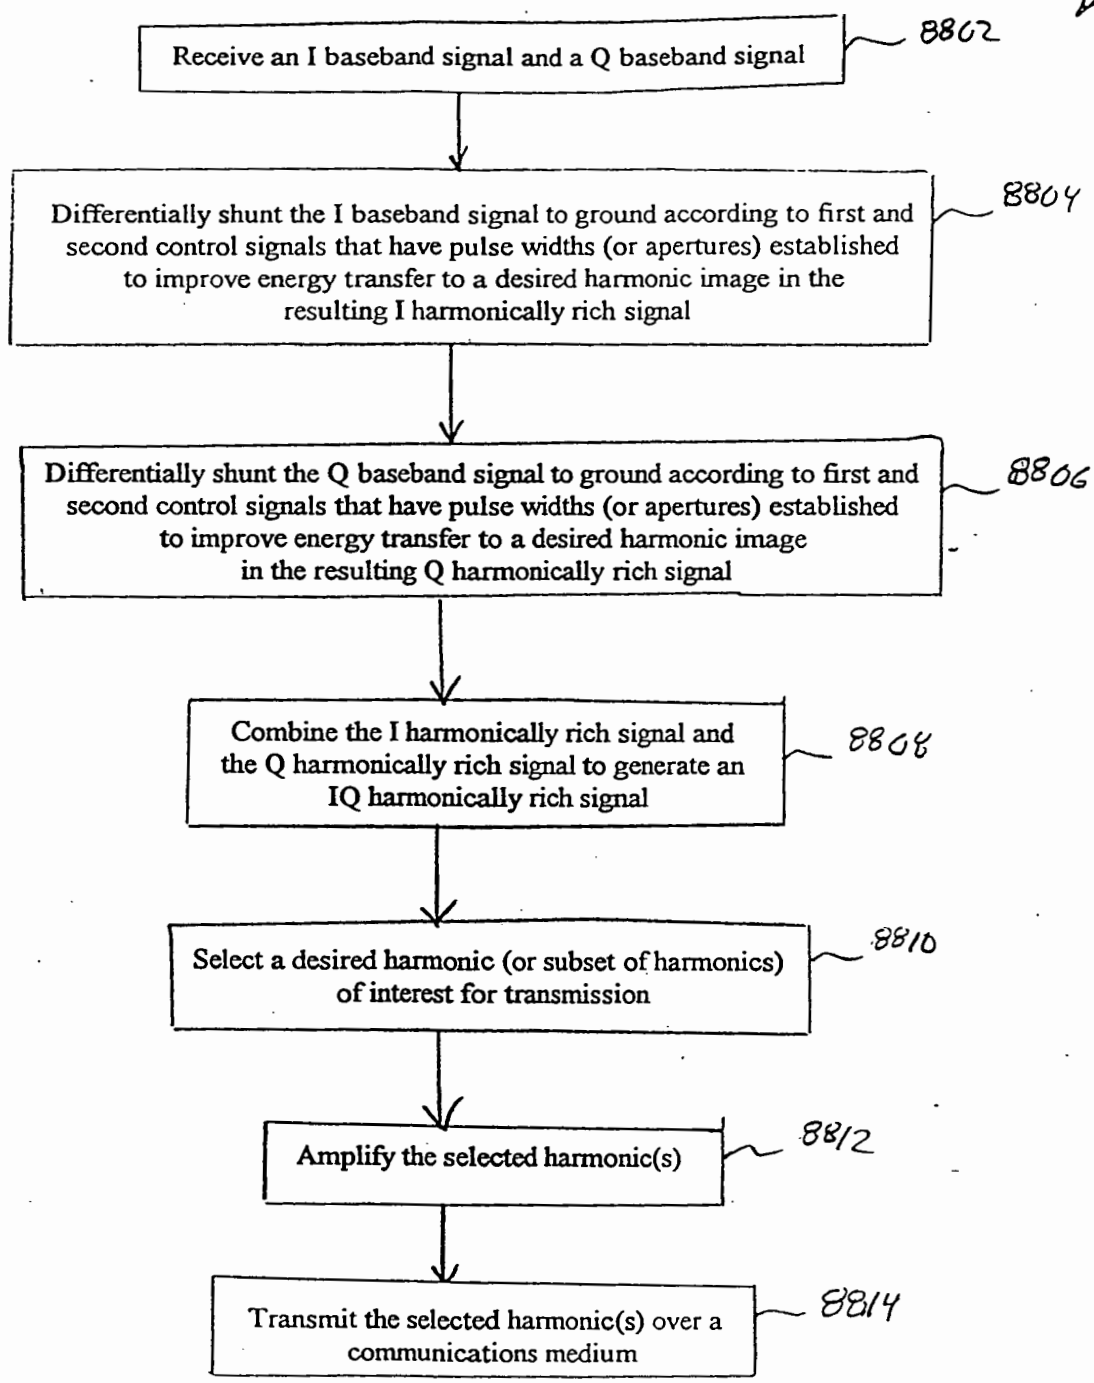 Receive an I baseband signal and a Q baseband signal
8802
Differentially shunt the I baseband signal to ground according to first and
second control signals that have pulse widths (or apertures) established
to improve energy transfer to a desired harmonic image in the
resulting I harmonically rich signal
8804
Differentially shunt the Q baseband signal to ground according to first and
second control signals that have pulse widths (or apertures) established
to improve energy transfer to a desired harmonic image
in the resulting Q harmonically rich signal
8806
Combine the I harmonically rich signal and
the Q harmonically rich signal to generate an
IQ harmonically rich signal
8808
Select a desired harmonic (or subset of harmonics)
of interest for transmission
8810
Amplify the selected harmonic(s)
8812
Transmit the selected harmonic(s) over a
communications medium
8814